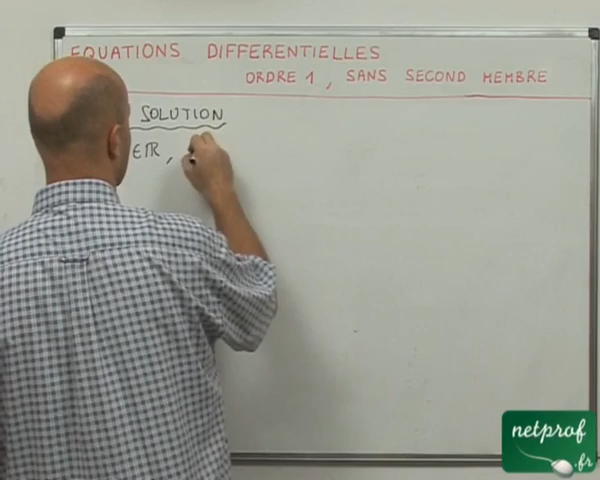 EQUATIONS DIFFERENTIELLES
ORDRE 1, SANS SECOND MEMBRE
SOLUTION
∈ℝ,
netprof
.fr